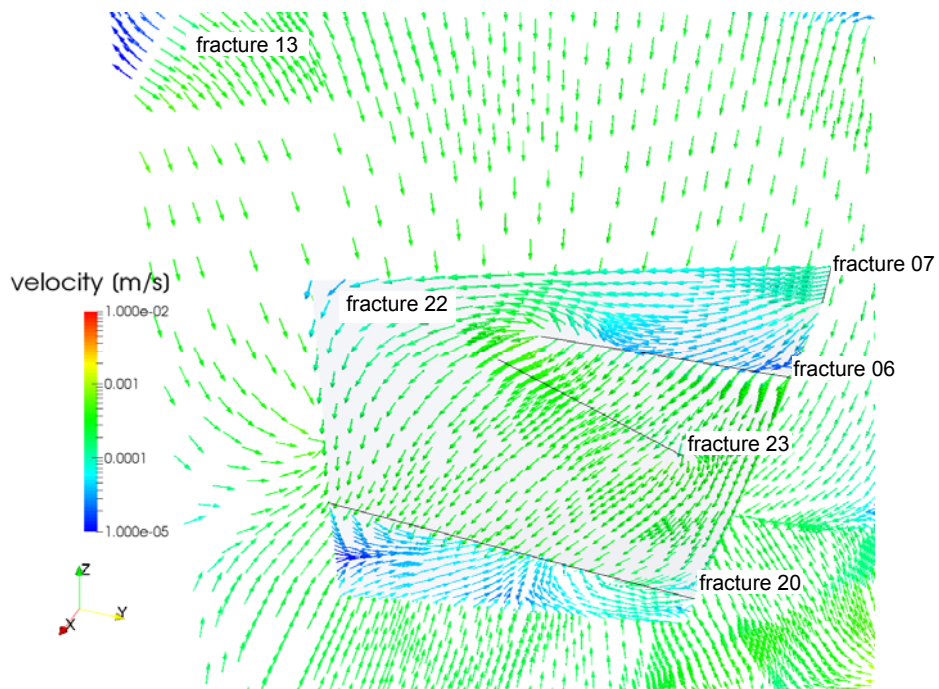 fracture 13
fracture 07
velocity (m/s)
fracture 22
1.000e-02
fracture 06
0.001
fracture 23
0.0001
1.000e-05
Z
fracture 20
Y
X